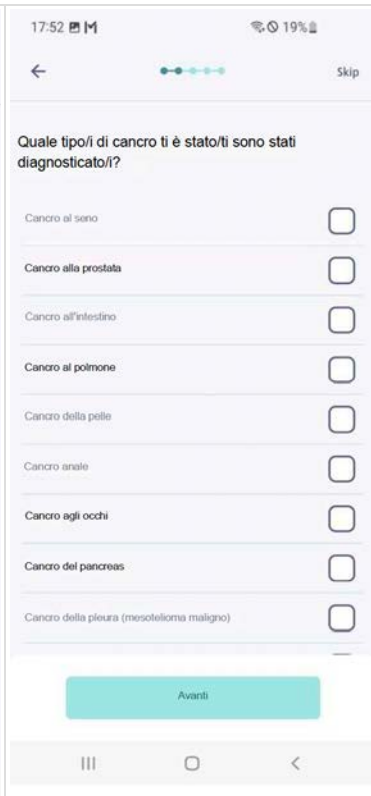 17:52 19%
Skip
Quale tipo/i di cancro ti è stato/ti sono stati
diagnosticato/i?
Cancro al seno
Cancro alla prostata
Cancro all'intestino
Cancro al polmone
Cancro della pelle
Cancro anale
Cancro agli occhi
Cancro del pancreas
Cancro della pleura (mesotelioma maligno)
Avanti